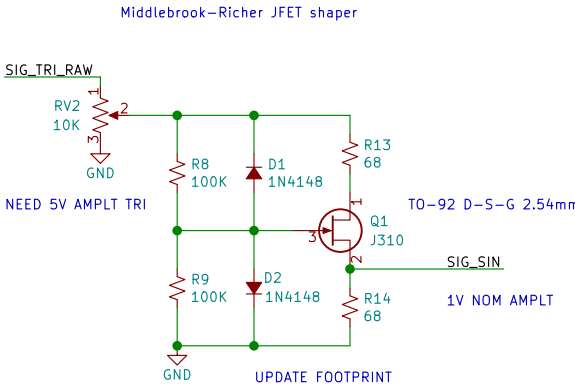 Middlebrook-Richer JFET shaper
SIG_TRI_RAW
1
RV2
10K
2
3
GND
R8
100K
D1
1N4148
R13
68
NEED 5V AMPLT TRI
1
TO-92 D-S-G 2.54mm
Q1
J310
3
2
SIG_SIN
R9
100K
D2
1N4148
R14
68
1V NOM AMPLT
GND
UPDATE FOOTPRINT